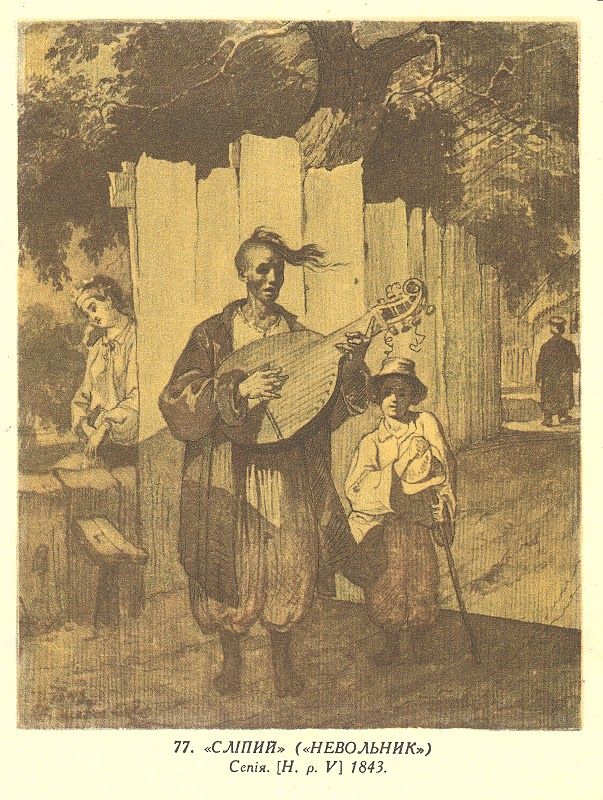 77. «СЛІПИЙ» («НЕВОЛЬНИК»)
Сепія. [Н. р. V] 1843.